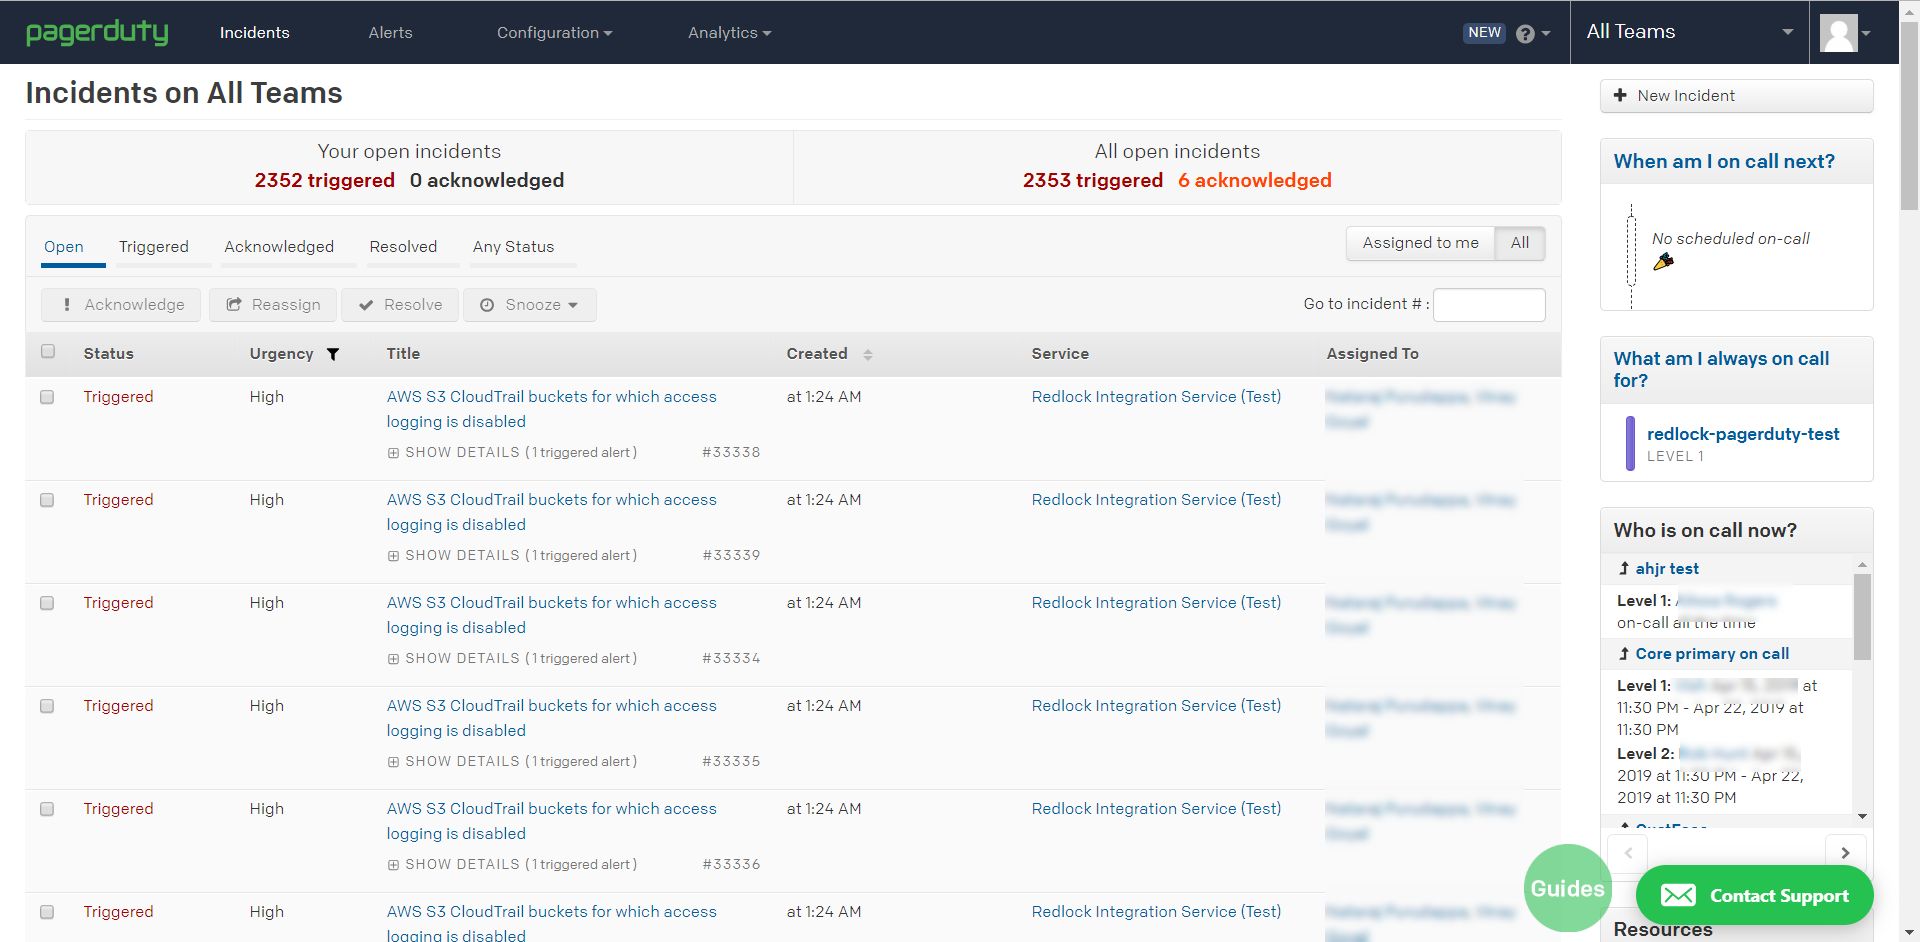 pagerduty
Incidents
Alerts
Configuration
Analytics
NEW
?
All Teams
Incidents on All Teams
Your open incidents
2352 triggered 0 acknowledged
All open incidents
2353 triggered 6 acknowledged
Open
Triggered
Acknowledged
Resolved
Any Status
Assigned to me
All
Acknowledge
Reassign
Resolve
Snooze
Go to incident # :
Status
Urgency
Title
Created
Service
Assigned To
Triggered
High
AWS S3 CloudTrail buckets for which access
logging is disabled
SHOW DETAILS (1 triggered alert)
#33338
at 1:24 AM
Redlock Integration Service (Test)
Triggered
High
AWS S3 CloudTrail buckets for which access
logging is disabled
SHOW DETAILS (1 triggered alert)
#33339
at 1:24 AM
Redlock Integration Service (Test)
Triggered
High
AWS S3 CloudTrail buckets for which access
logging is disabled
SHOW DETAILS (1 triggered alert)
#33334
at 1:24 AM
Redlock Integration Service (Test)
Triggered
High
AWS S3 CloudTrail buckets for which access
logging is disabled
SHOW DETAILS (1 triggered alert)
#33335
at 1:24 AM
Redlock Integration Service (Test)
Triggered
High
AWS S3 CloudTrail buckets for which access
logging is disabled
SHOW DETAILS (1 triggered alert)
#33336
at 1:24 AM
Redlock Integration Service (Test)
Triggered
High
AWS S3 CloudTrail buckets for which access
logging is disabled
at 1:24 AM
Redlock Integration Service (Test)
New Incident
When am I on call next?
No scheduled on-call
What am I always on call
for?
redlock-pagerduty-test
LEVEL 1
Who is on call now?
ahjr test
Level 1:
on-call all the time
Core primary on call
Level 1: at
11:30 PM - Apr 22, 2019 at
11:30 PM
Level 2:
2019 at 11:30 PM - Apr 22,
2019 at 11:30 PM
Guides
Contact Support
Resources